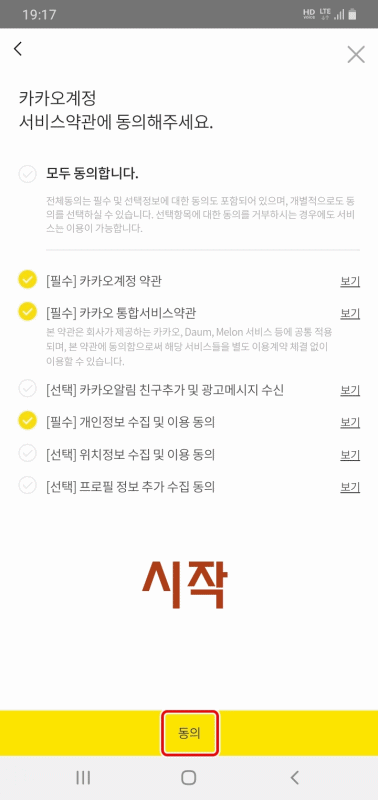 19:17
HD VOICE LTE
카카오계정
서비스약관에 동의해주세요.
모두 동의합니다.
전체동의는 필수 및 선택정보에 대한 동의도 포함되어 있으며, 개별적으로도 동
의를 선택하실 수 있습니다. 선택항목에 대한 동의를 거부하시는 경우에도 서비
스는 이용이 가능합니다.
[필수] 카카오계정 약관 보기
[필수] 카카오 통합서비스약관 보기
본 약관은 회사가 제공하는 카카오, Daum, Melon 서비스 등에 공통 적용
되며, 본 약관에 동의함으로써 해당 서비스들을 별도 이용계약 체결 없이
이용할 수 있습니다.
[선택] 카카오알림 친구추가 및 광고메시지 수신 보기
[필수] 개인정보 수집 및 이용 동의 보기
[선택] 위치정보 수집 및 이용 동의 보기
[선택] 프로필 정보 추가 수집 동의 보기
시작
동의